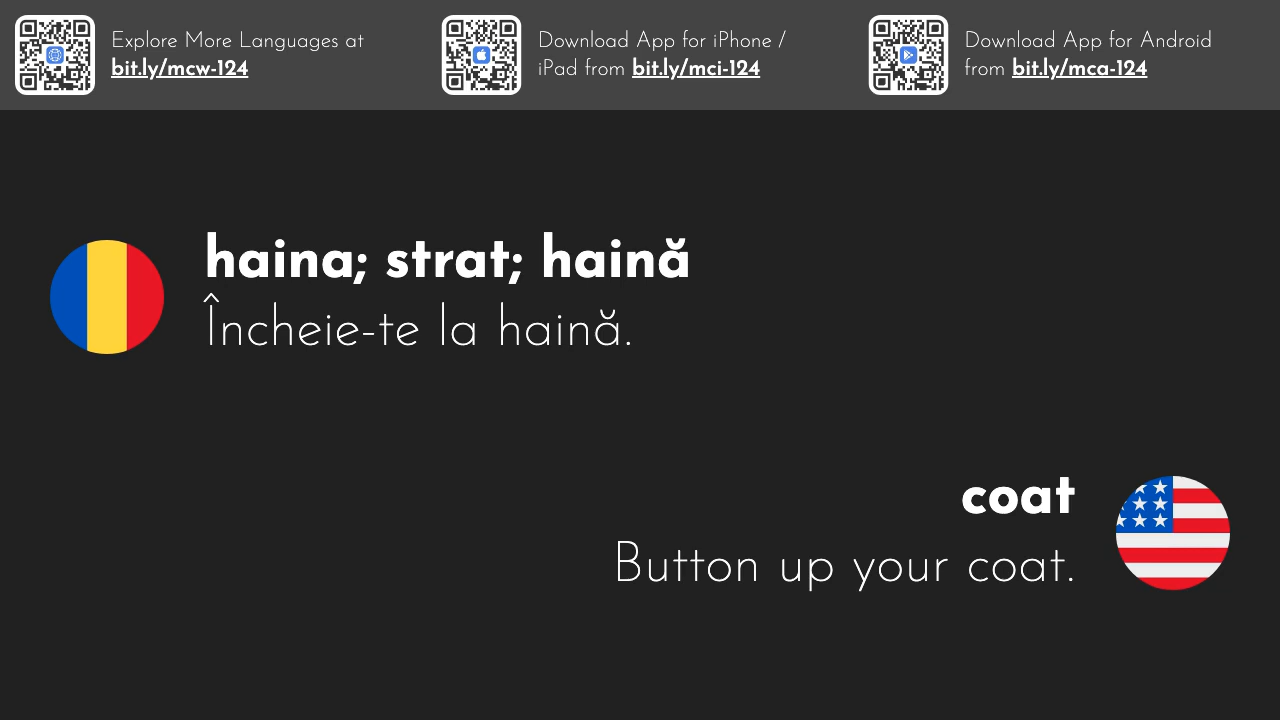 Explore More Languages at
bit.ly/mcw-124
Download App for iPhone /
iPad from bit.ly/mci-124
Download App for Android
from bit.ly/mca-124
haina; strat; haină
Încheie-te la haină.
coat
Button up your coat.